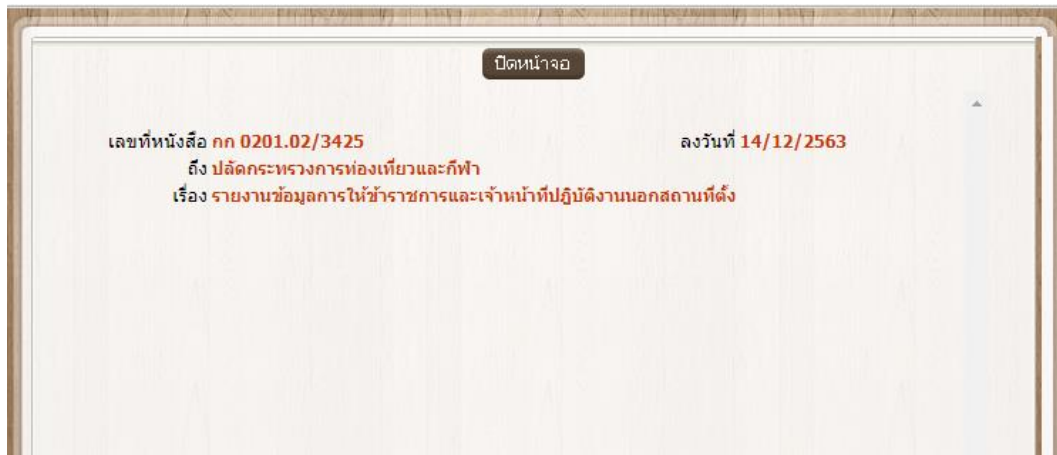 ปิดหน้าจอ
เลขที่หนังสือ กก 0201.02/3425 ลงวันที่ 14/12/2563
ถึง ปลัดกระทรวงการท่องเที่ยวและกีฬา
เรื่อง รายงานข้อมูลการให้ข้าราชการและเจ้าหน้าที่ปฎิบัติงานนอกสถานที่ตั้ง